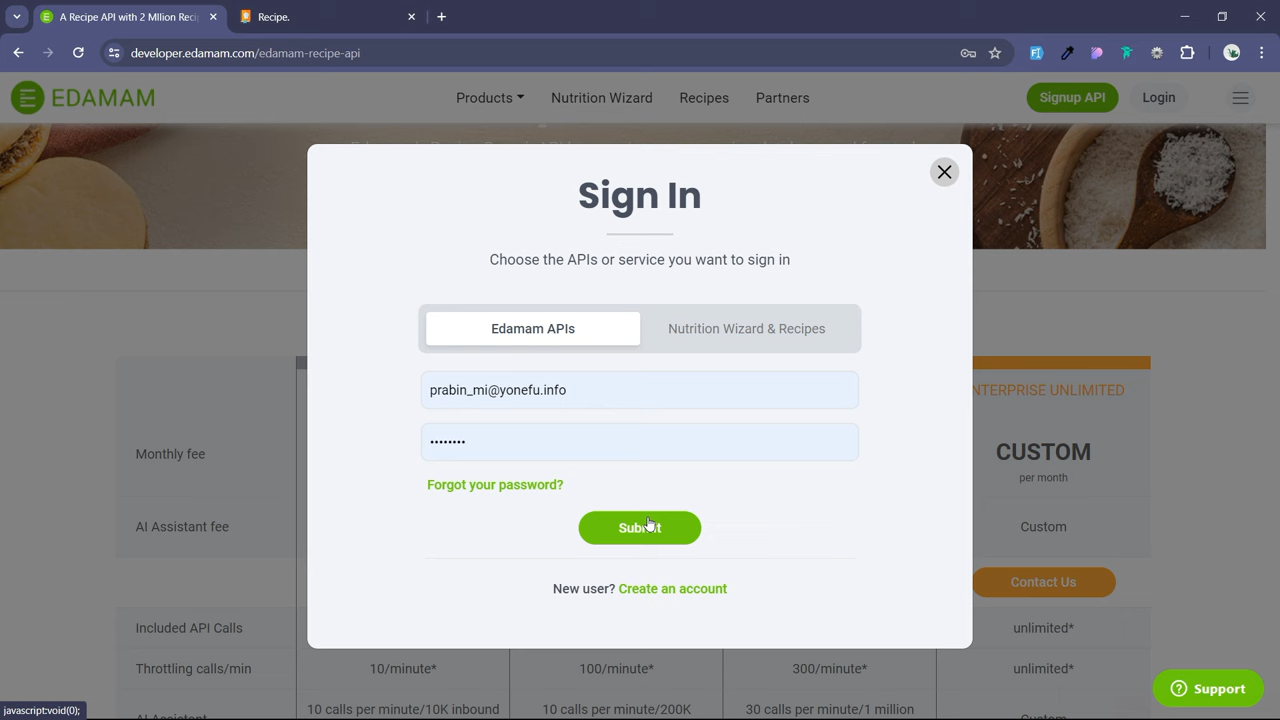 A Recipe API with 2 MIlion Reci
Recipe.
developer.edamam.com/edamam-recipe-api
EDAMAM
Products
Nutrition Wizard
Recipes
Partners
Signup API
Login
Sign In
Choose the APIs or service you want to sign in
Edamam APIs
Nutrition Wizard & Recipes
prabin_mi@yonefu.info
••••••••
Forgot your password?
Submit
New user? Create an account
NTERPRISE UNLIMITED
Monthly fee
CUSTOM
per month
AI Assistant fee
Custom
Contact Us
Included API Calls
unlimited*
Throttling calls/min
10/minute*
100/minute*
300/minute*
unlimited*
AI Assistant
10 calls per minute/10K inbound
10 calls per minute/200K
30 calls per minute/1 million
Custom
Support
javascript:void(0);